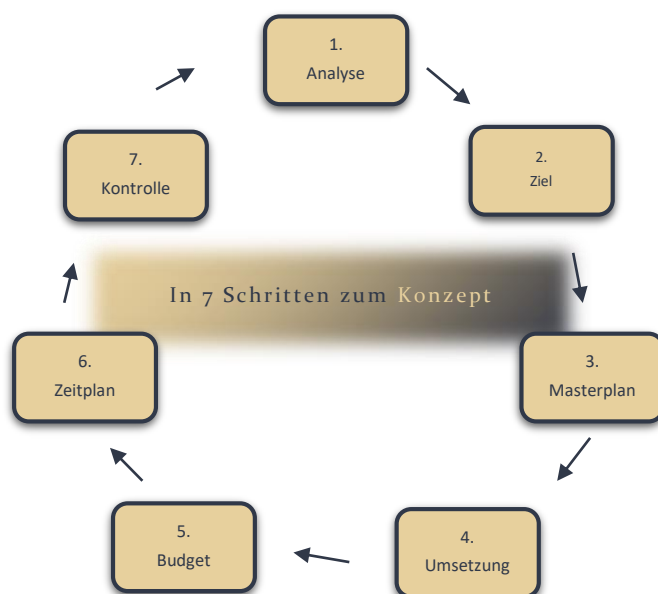 1.
Analyse
2.
Ziel
7.
Kontrolle
In 7 Schritten zum Konzept
3.
Masterplan
6.
Zeitplan
4.
Umsetzung
5.
Budget